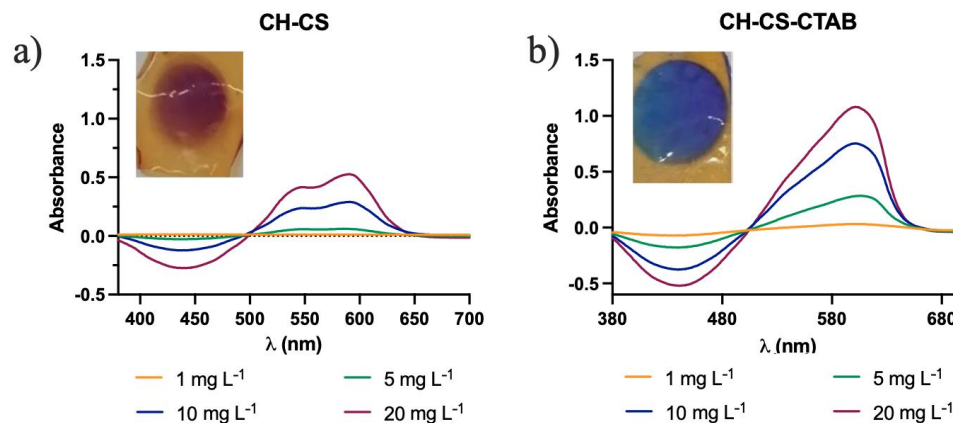 CH-CS
a)
1.5
1.0
0.5
0.0
-0.5
Absorbance
400 450 500 550 600 650 700
λ (nm)
1 mg L⁻¹ 5 mg L⁻¹
10 mg L⁻¹ 20 mg L⁻¹
CH-CS-CTAB
b)
1.5
1.0
0.5
0.0
-0.5
Absorbance
380 480 580 680
λ (nm)
1 mg L⁻¹ 5 mg L⁻¹
10 mg L⁻¹ 20 mg L⁻¹